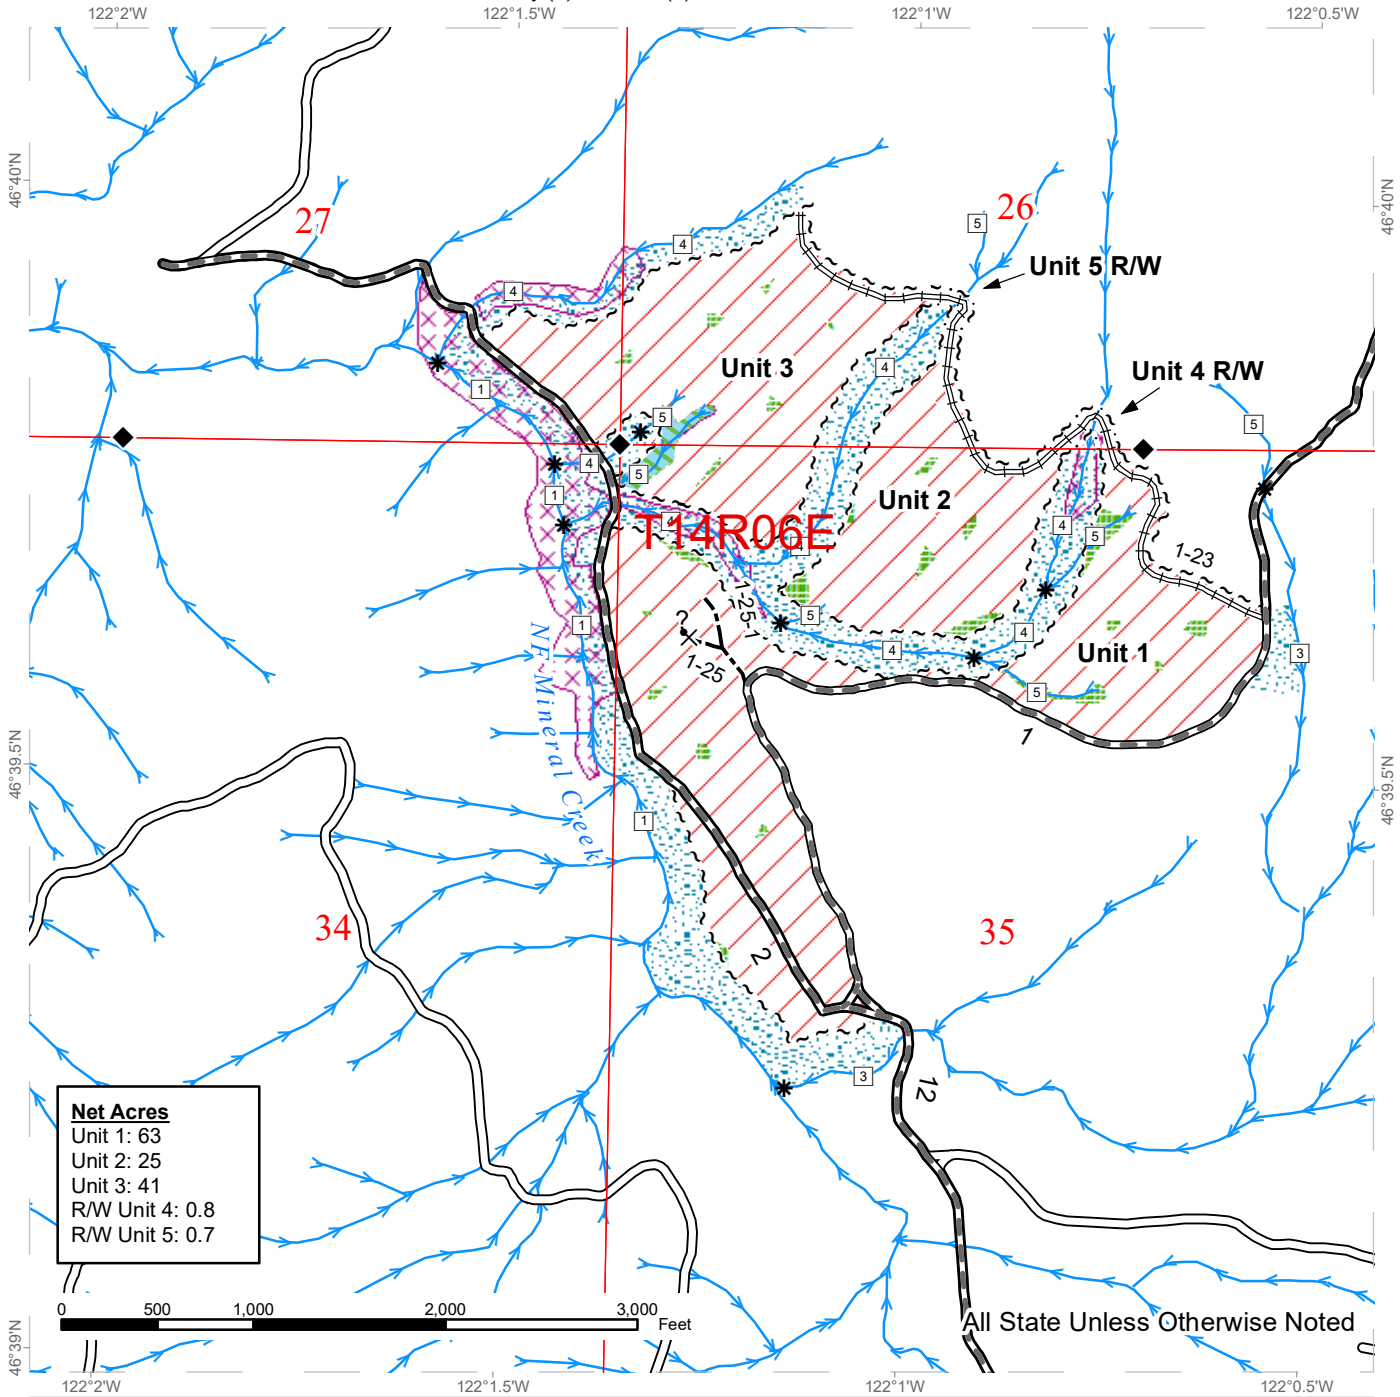 122°2'W
122°1.5'W
122°1'W
122°0.5'W
46°40'N
46°40'N
27
26
5
4
Unit 5 R/W
4
Unit 3
4
Unit 4 R/W
1
5
5
4
5
1
Unit 2
4
T14R06E
4
4
5
1-23
1-25-1
?
5
1
4
4
Unit 1
3
1-25
5
NF Mineral Creek
1
46°39.5'N
46°39.5'N
1
34
35
2
3
12
Net Acres
Unit 1: 63
Unit 2: 25
Unit 3: 41
R/W Unit 4: 0.8
R/W Unit 5: 0.7
0 500 1,000 2,000 3,000
Feet
All State Unless Otherwise Noted
46°39'N
122°2'W
122°1.5'W
122°1'W
122°0.5'W